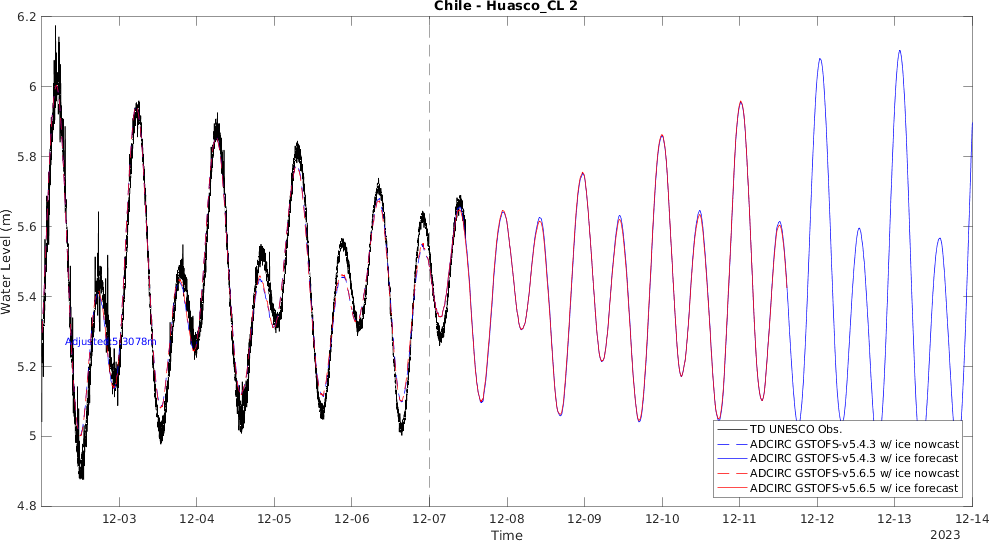 Chile - Huasco_CL 2
6.2
6
5.8
5.6
5.4
5.2
5
4.8
Water Level (m)
Adjusted:5.3078m
TD UNESCO Obs.
ADCIRC GSTOFS-v5.4.3 w/ ice nowcast
ADCIRC GSTOFS-v5.4.3 w/ ice forecast
ADCIRC GSTOFS-v5.6.5 w/ ice nowcast
ADCIRC GSTOFS-v5.6.5 w/ ice forecast
12-03 12-04 12-05 12-06 12-07 12-08 12-09 12-10 12-11 12-12 12-13 12-14
Time
2023